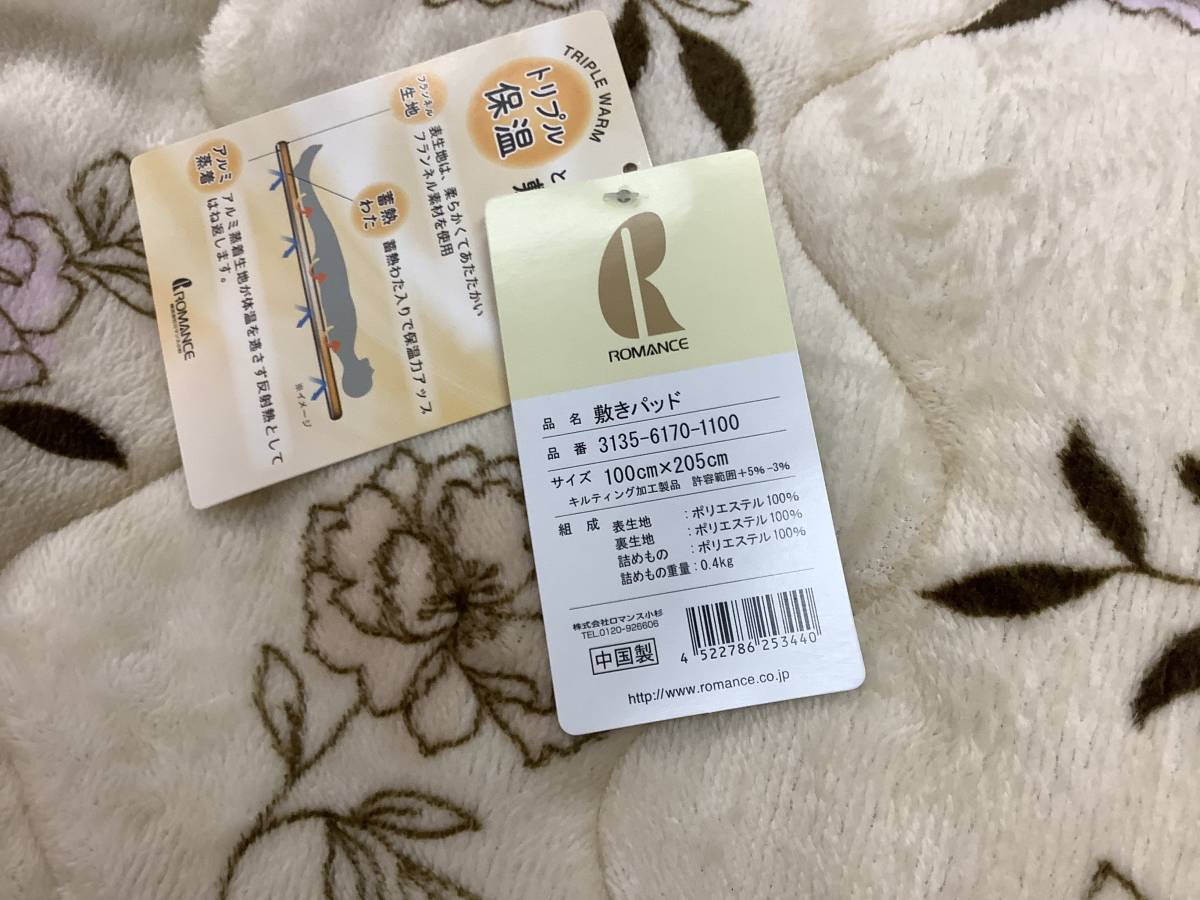 TRIPLE WARM
トリプル
保温
フランネル
生地
表生地は、柔らかくてあたたかい
フランネル素材を使用
蓄熱
わた
蓄熱わた入りで保温力アップ
アルミ
蒸着
アルミ蒸着生地が体温を逃さず反射熱として
はね返します。
※イメージ
ROMANCE
ROMANCE
品 名 敷きパッド
品 番 3135-6170-1100
サイズ 100cm×205cm
キルティング加工製品 許容範囲+5% -3%
組 成 表生地 :ポリエステル100%
裏生地 :ポリエステル100%
詰めもの :ポリエステル100%
詰めもの重量:0.4kg
株式会社ロマンス小杉
TEL.0120-926606
中国製
4 522786 253440
http://www.romance.co.jp